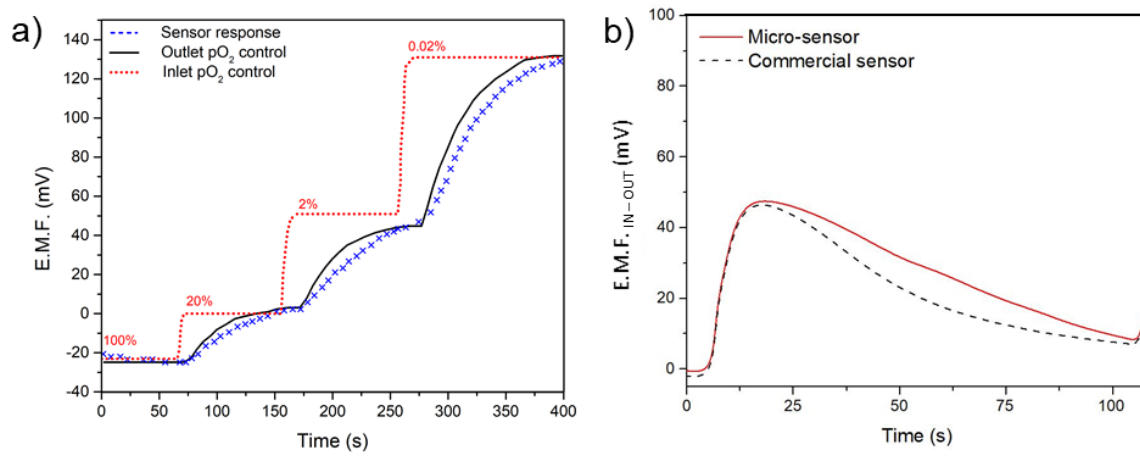 a)
Sensor response
Outlet pO₂ control
Inlet pO₂ control
0.02%
2%
20%
100%
140
120
100
80
60
40
20
0
-20
-40
E.M.F. (mV)
0 50 100 150 200 250 300 350 400
Time (s)
b)
Micro-sensor
Commercial sensor
100
80
60
40
20
0
E.M.F. IN-OUT (mV)
0 25 50 75 100
Time (s)